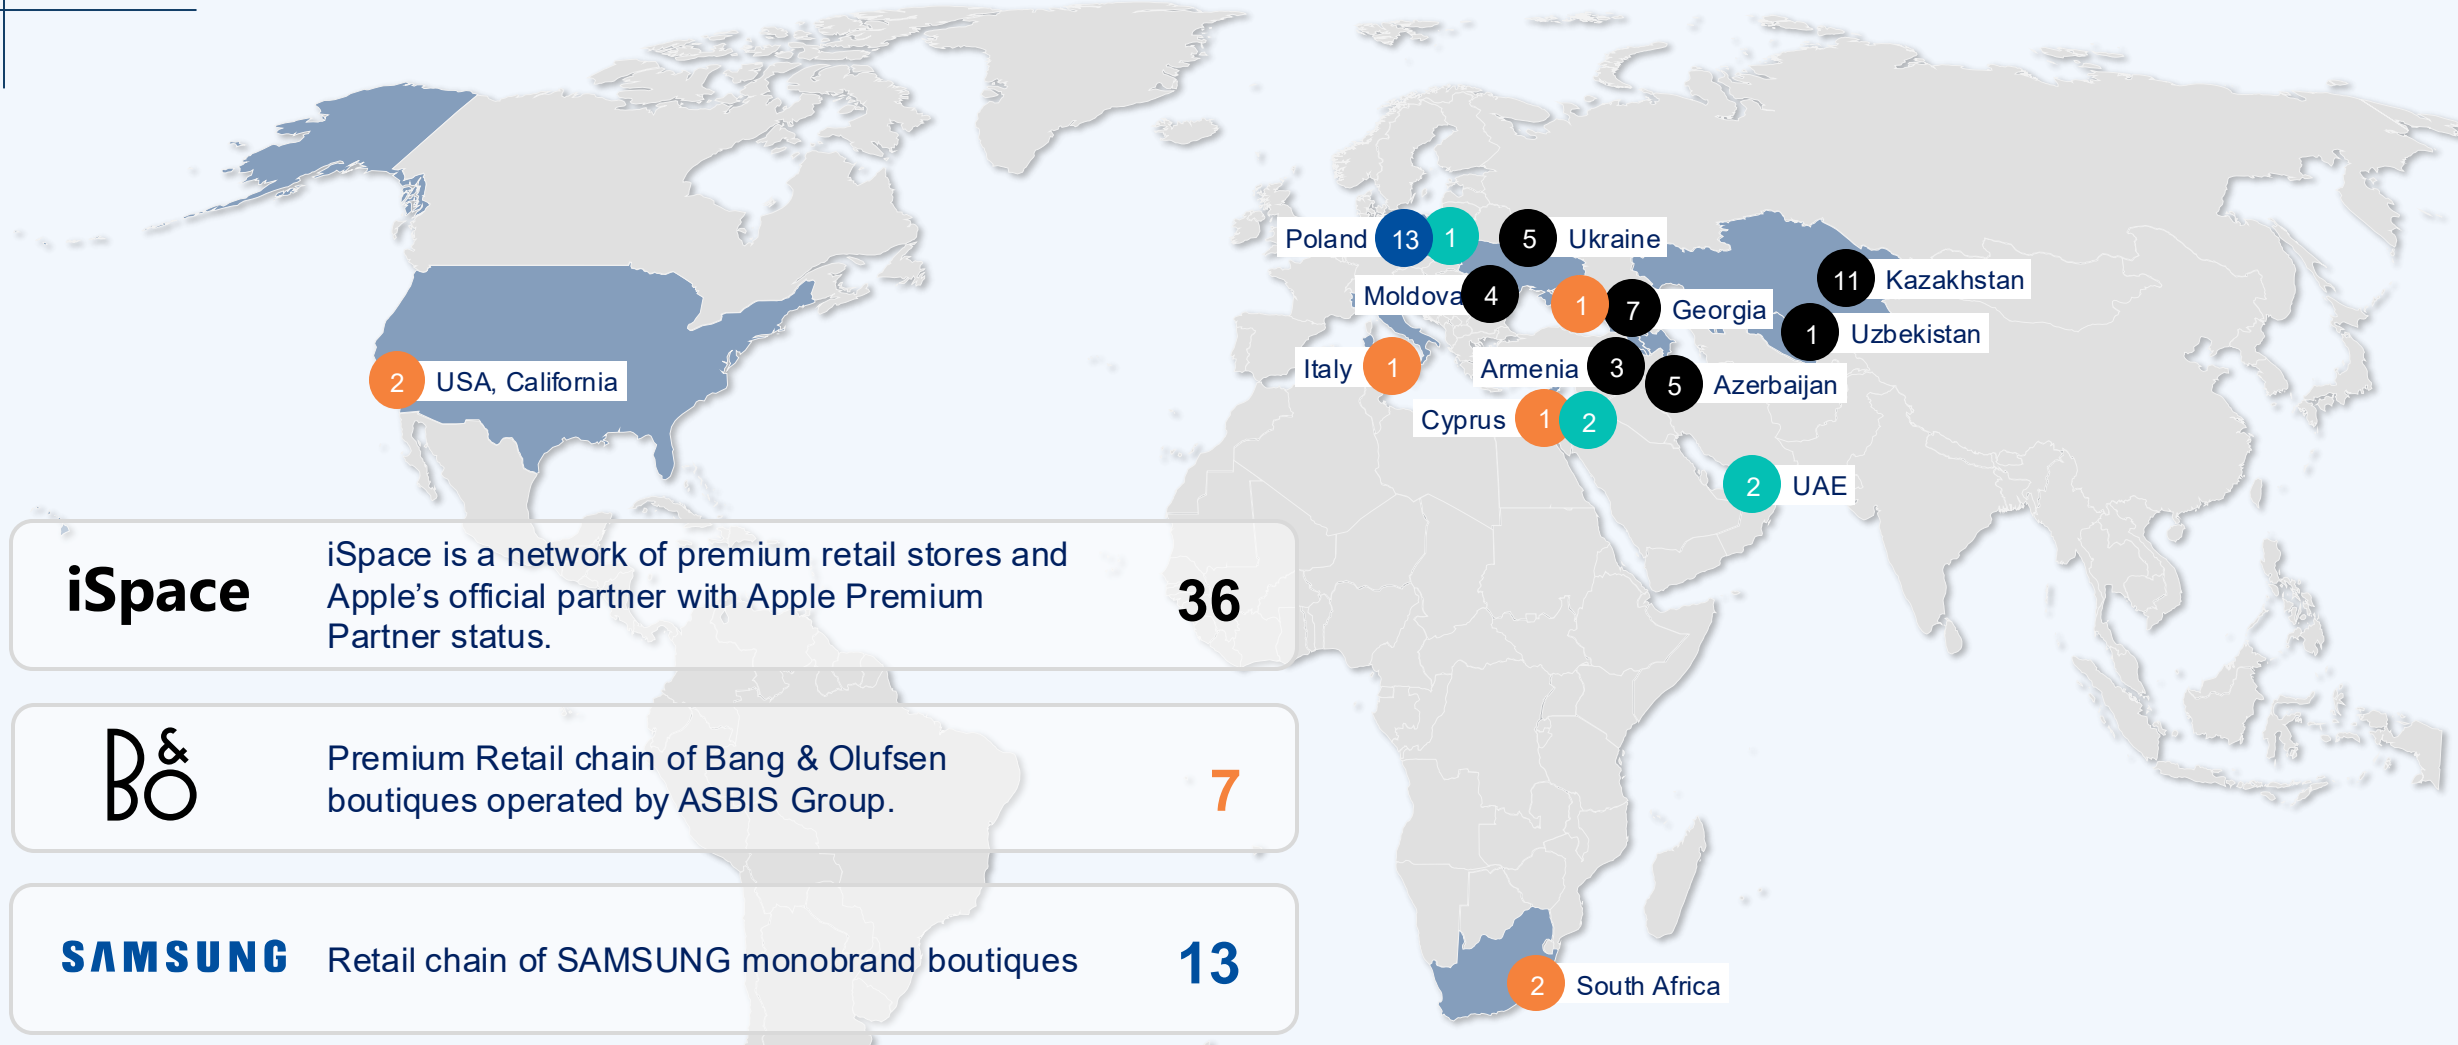 Poland 13 1 5 Ukraine
Moldova 4 1 7 Georgia
11 Kazakhstan
1 Uzbekistan
2 USA, California
Italy 1 Armenia 3 5 Azerbaijan
Cyprus 1 2
2 UAE
iSpace
iSpace is a network of premium retail stores and
Apple’s official partner with Apple Premium
Partner status.
36
B&O
Premium Retail chain of Bang & Olufsen
boutiques operated by ASBIS Group.
7
SAMSUNG
Retail chain of SAMSUNG monobrand boutiques
13
2 South Africa